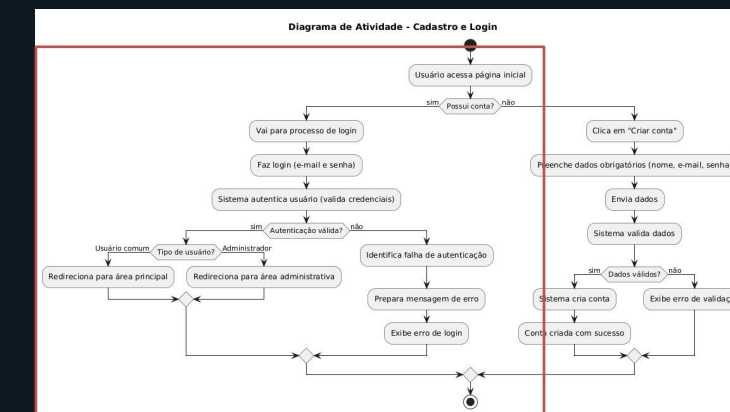 Diagrama de Atividade - Cadastro e Login
Usuário acessa página inicial
sim
Possui conta?
não
Vai para processo de login
Clica em "Criar conta"
Faz login (e-mail e senha)
Preenche dados obrigatórios (nome, e-mail, senha
Sistema autentica usuário (valida credenciais)
Envia dados
sim
Autenticação válida?
não
Sistema valida dados
Usuário comum
Tipo de usuário?
Administrador
Identifica falha de autenticação
sim
Dados válidos?
não
Redireciona para área principal
Redireciona para área administrativa
Prepara mensagem de erro
Sistema cria conta
Exibe erro de validaç
Exibe erro de login
Conta criada com sucesso